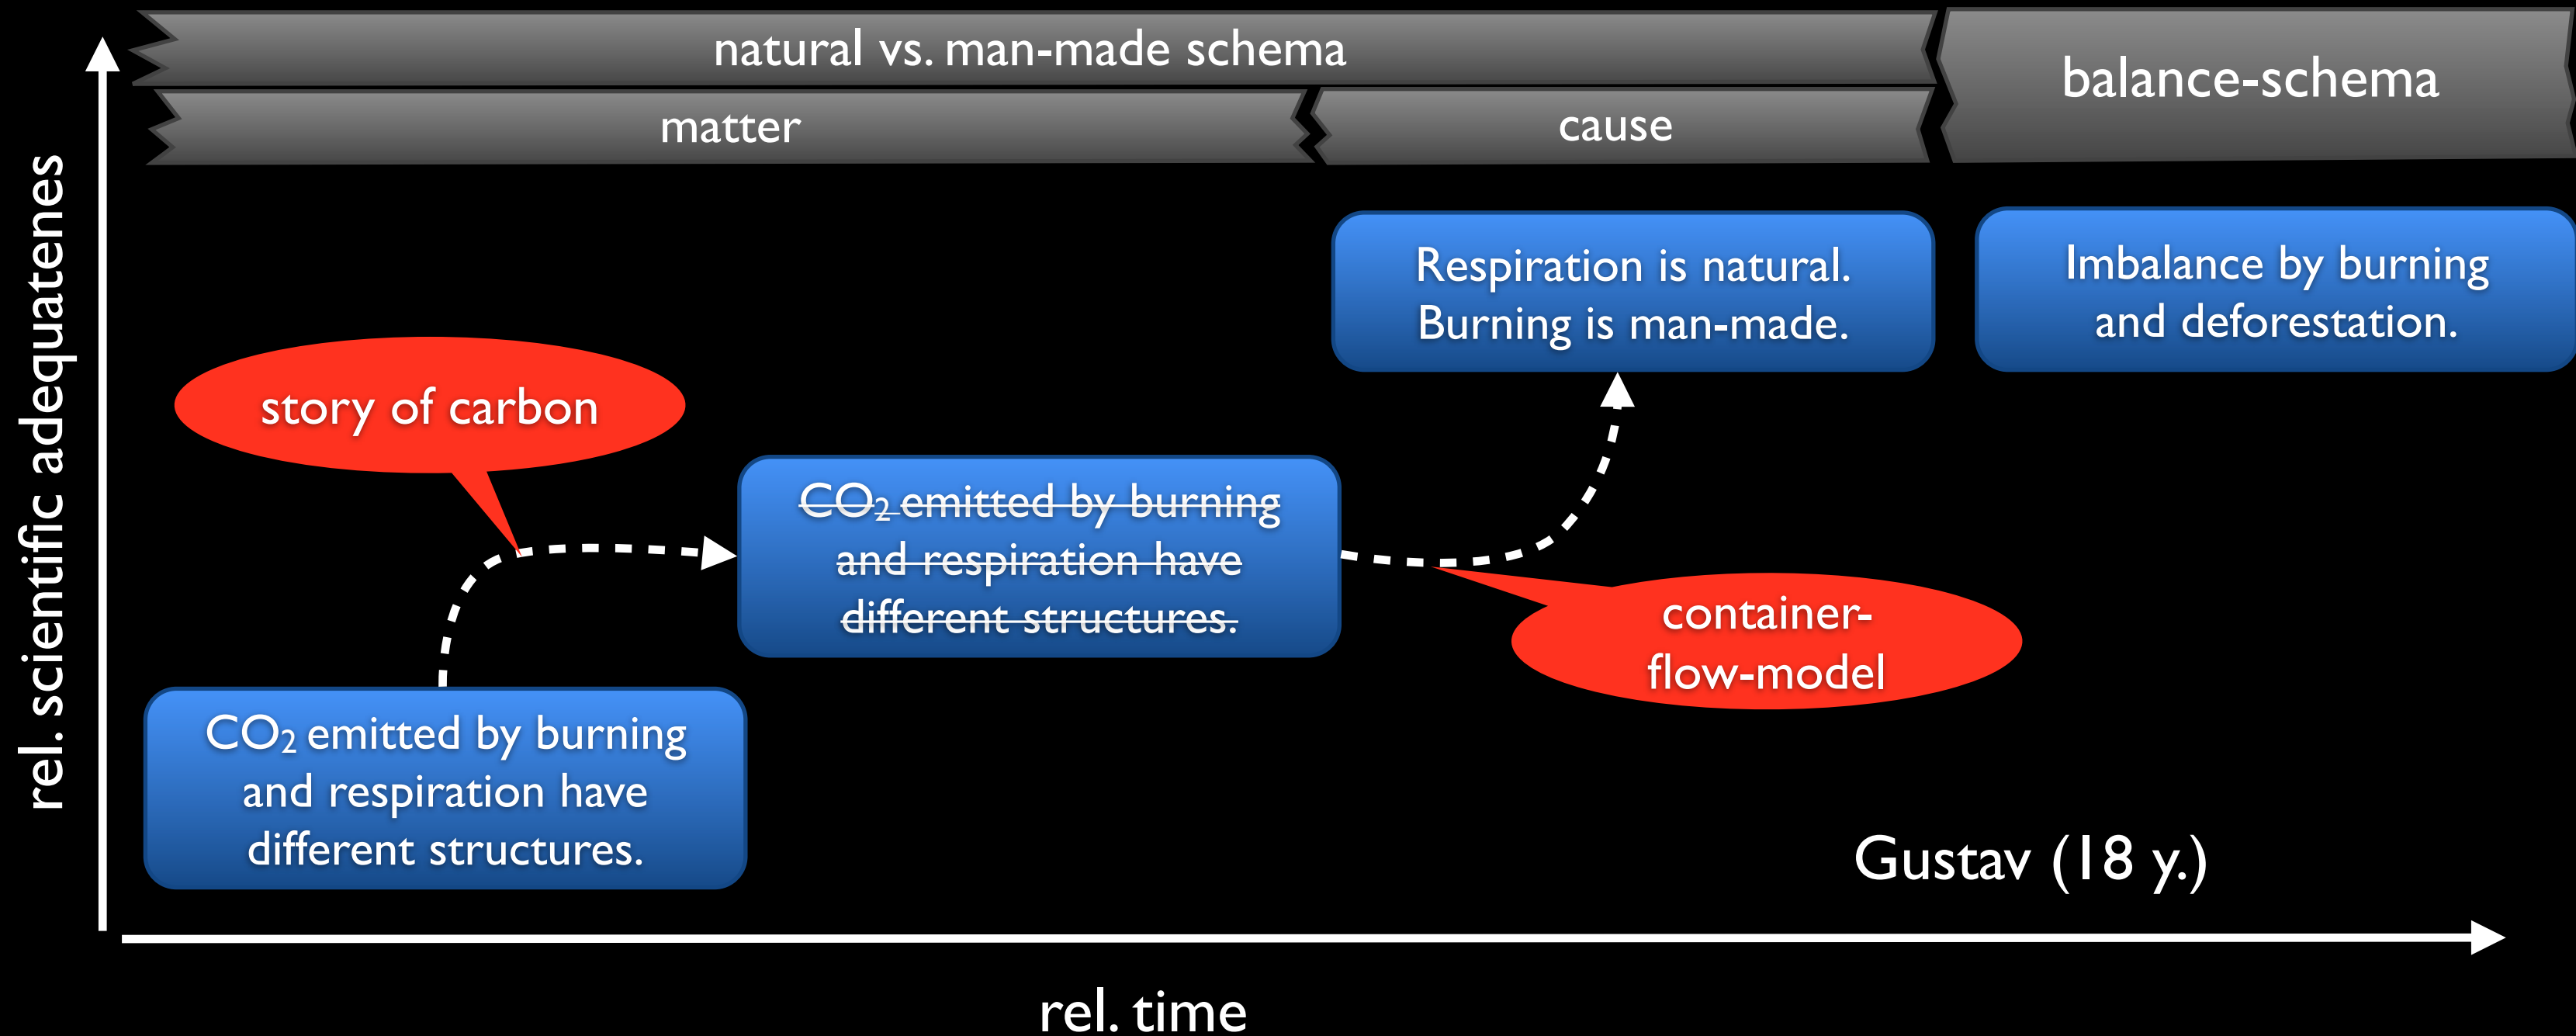 natural vs. man-made schema
matter
cause
balance-schema
rel. scientific adequatenes
story of carbon
CO₂ emitted by burning
and respiration have
different structures.
CO₂ emitted by burning
and respiration have
different structures.
Respiration is natural.
Burning is man-made.
container-
flow-model
Imbalance by burning
and deforestation.
Gustav (18 y.)
rel. time